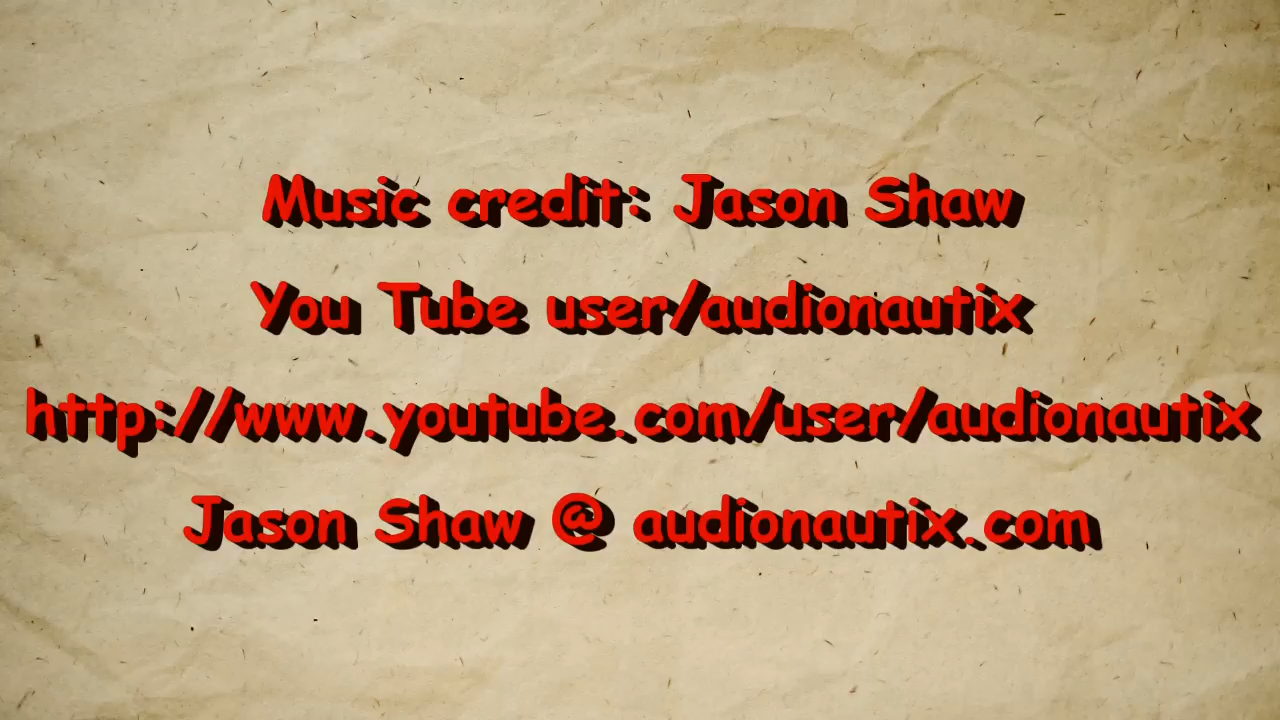 Music credit: Jason Shaw
You Tube user/audionautix
http://www.youtube.com/user/audionautix
Jason Shaw @ audionautix.com